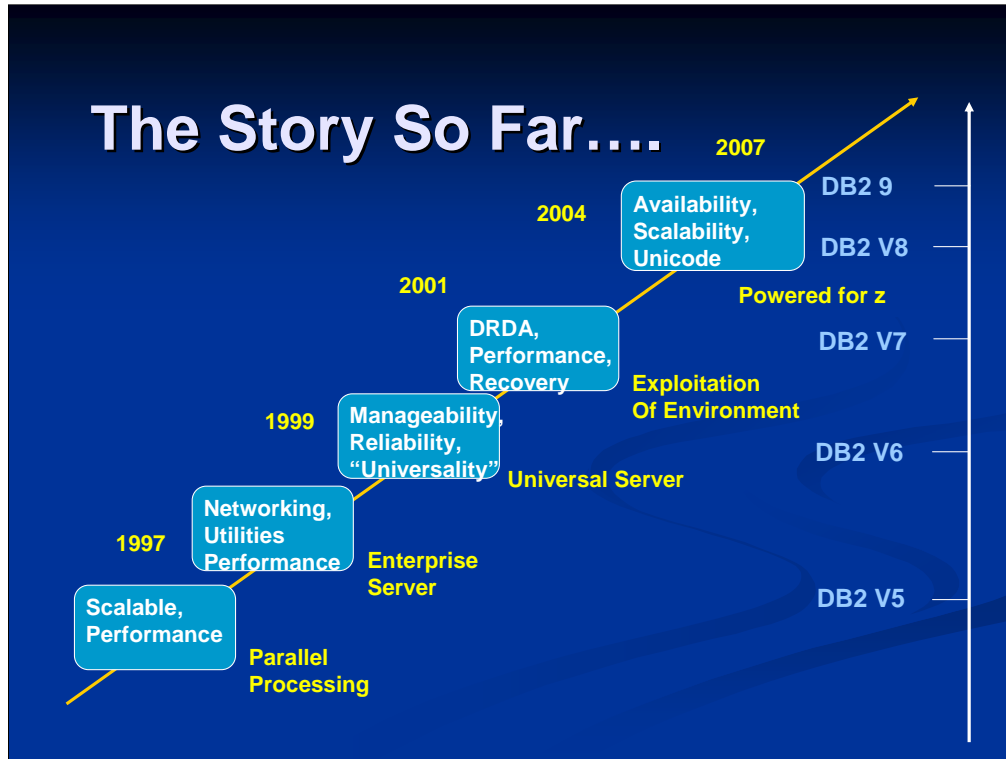 The Story So Far....
2007
DB2 9
2004
Availability,
Scalability,
Unicode
DB2 V8
2001
Powered for z
DRDA,
Performance,
Recovery
DB2 V7
Exploitation
Of Environment
1999
Manageability,
Reliability,
“Universality”
DB2 V6
Universal Server
1997
Networking,
Utilities
Performance
Enterprise
Server
DB2 V5
Scalable,
Performance
Parallel
Processing